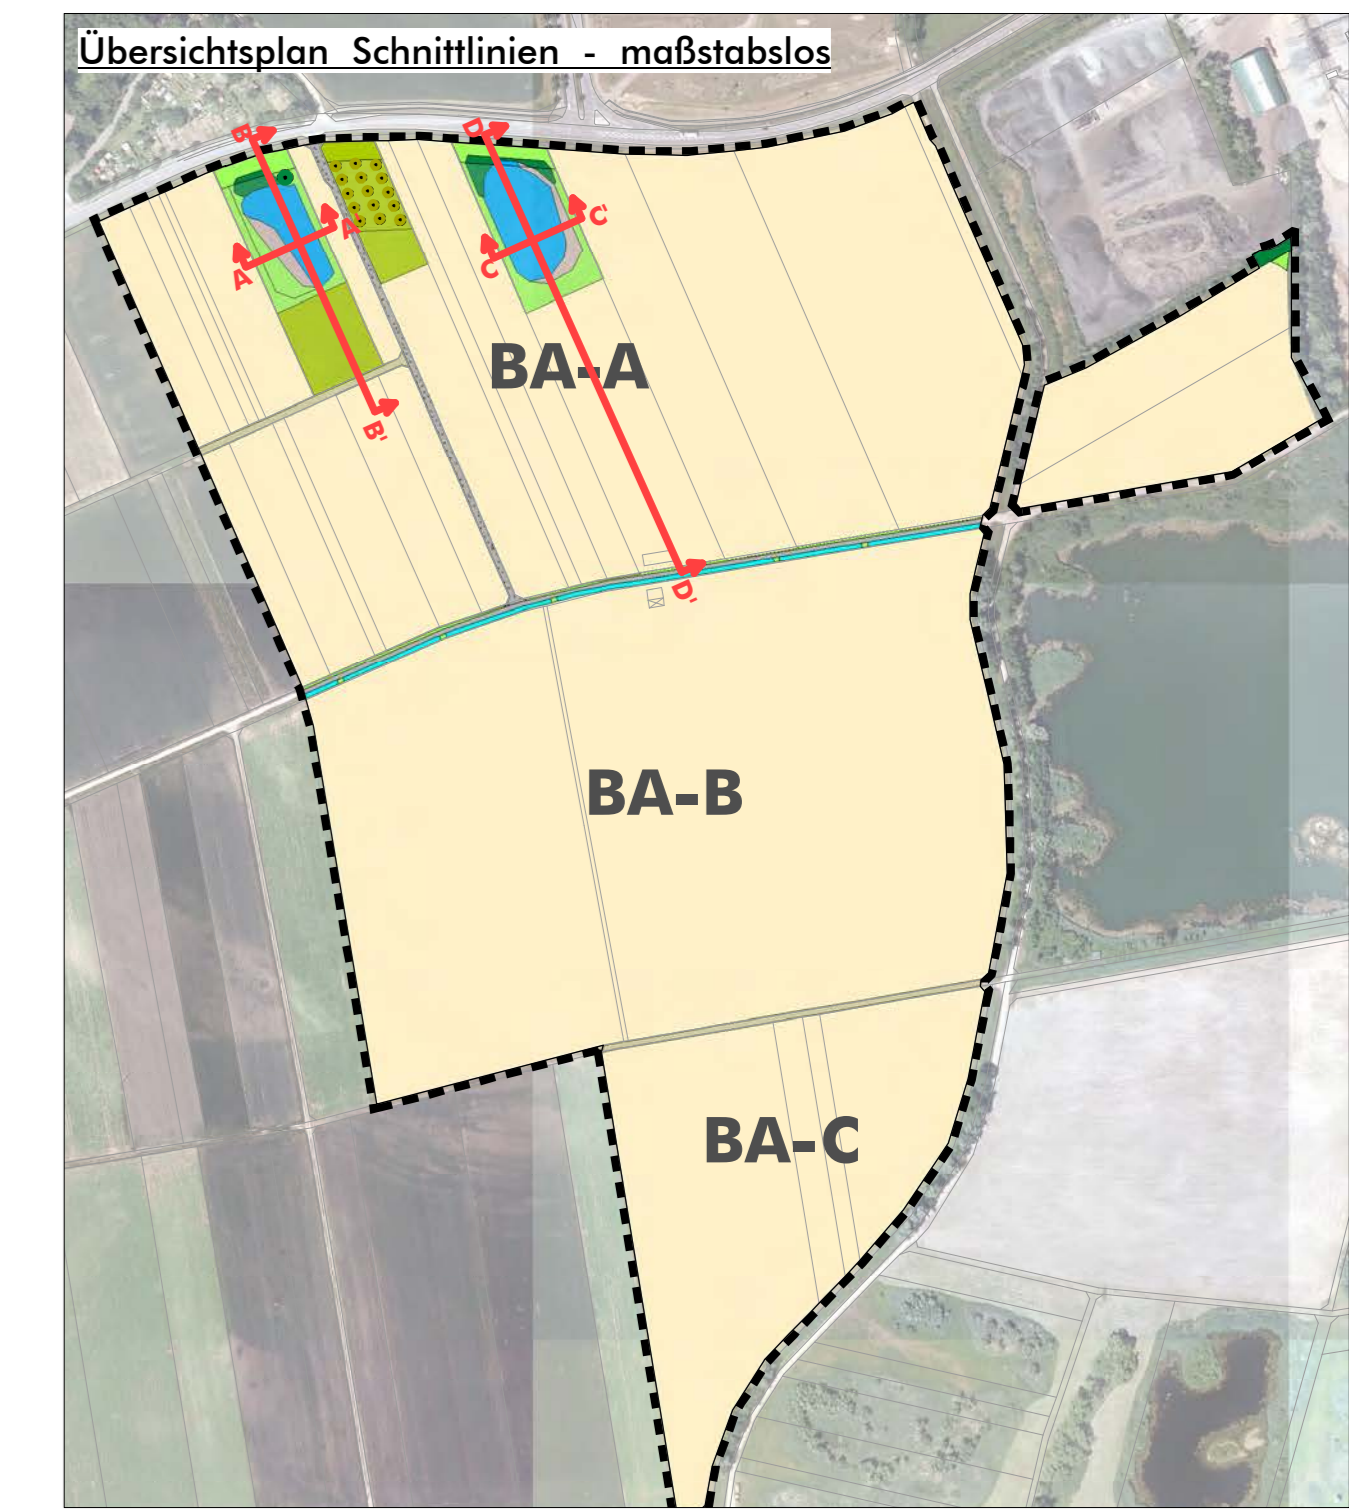 Übersichtsplan Schnittlinien - maßstabslos
B
D
A
A'
C
C'
BA-A
B'
D'
BA-B
BA-C